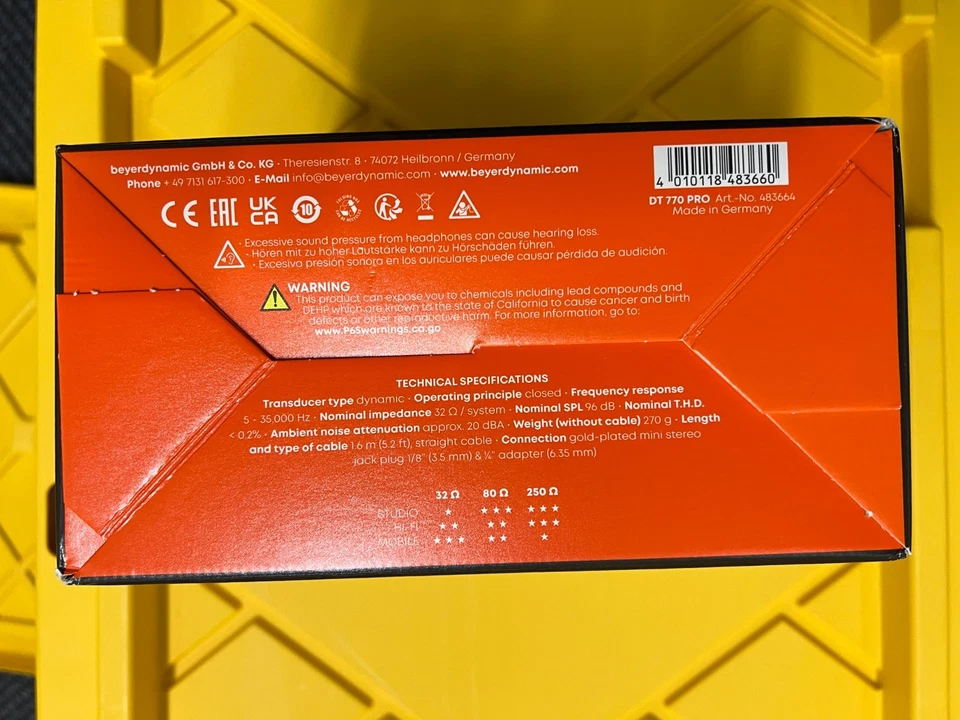 beyerdynamic GmbH & Co. KG · Theresienstr. 8 · 74072 Heilbronn / Germany
Phone + 49 7131 617-300 · E-Mail info@beyerdynamic.com · www.beyerdynamic.com
4 010118 483660
DT 770 PRO Art.-No. 483664
Made in Germany
CE EAC UK CA 10
· Excessive sound pressure from headphones can cause hearing loss.
· Hören mit zu hoher Lautstärke kann zu Hörschäden führen.
· Excesiva presión sonora en los auriculares puede causar pérdida de audición.
WARNING
This product can expose you to chemicals including lead compounds and
DEHP which are known to the state of California to cause cancer and birth
defects or other reproductive harm. For more information, go to:
www.P65warnings.ca.go
TECHNICAL SPECIFICATIONS
Transducer type dynamic · Operating principle closed · Frequency response
5 - 35.000 Hz · Nominal impedance 32 Ω / system · Nominal SPL 96 dB · Nominal T.H.D.
< 0.2% · Ambient noise attenuation approx. 20 dBA · Weight (without cable) 270 g · Length
and type of cable 1.6 m (5.2 ft), straight cable · Connection gold-plated mini stereo
jack plug 1/8" (3.5 mm) & ¼" adapter (6.35 mm)
32 Ω 80 Ω 250 Ω
STUDIO ★ ★★★ ★★★
HI-FI ★★ ★★ ★★★
MOBILE ★★★ ★★ ★